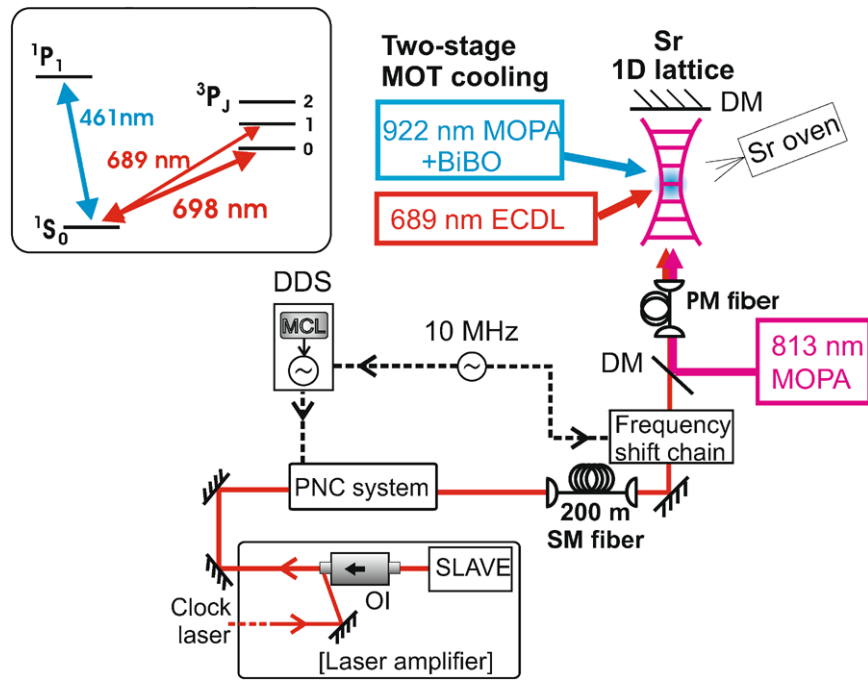 ¹P₁
461nm
³P_J
2
1
0
689 nm
698 nm
¹S₀
Two-stage
MOT cooling
922 nm MOPA
+BiBO
689 nm ECDL
Sr
1D lattice
DM
Sr oven
PM fiber
DM
813 nm
MOPA
DDS
MCL
~
10 MHz
~
Frequency
shift chain
PNC system
200 m
SM fiber
SLAVE
OI
Clock
laser
[Laser amplifier]